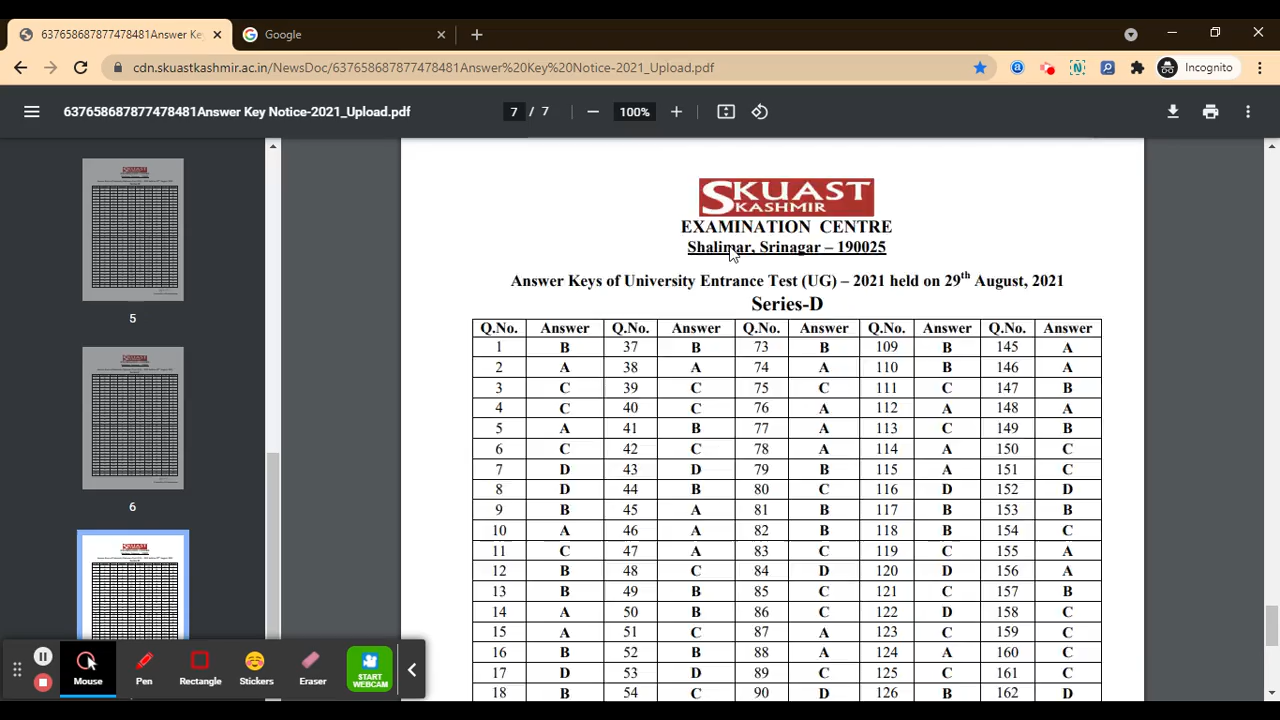 637658687877478481Answer Ke
Google
cdn.skuastkashmir.ac.in/NewsDoc/637658687877478481Answer%20Key%20Notice-2021_Upload.pdf
Incognito
637658687877478481Answer Key Notice-2021_Upload.pdf
7 / 7
100%
5
6
SKUAST
KASHMIR
EXAMINATION CENTRE
Shalimar, Srinagar – 190025
Answer Keys of University Entrance Test (UG) – 2021 held on 29th August, 2021
Series-D
Q.No. Answer Q.No. Answer Q.No. Answer Q.No. Answer Q.No. Answer
1 B 37 B 73 B 109 B 145 A
2 A 38 A 74 A 110 B 146 A
3 C 39 C 75 C 111 C 147 B
4 C 40 C 76 A 112 A 148 A
5 A 41 B 77 A 113 C 149 B
6 C 42 C 78 A 114 A 150 C
7 D 43 D 79 B 115 A 151 C
8 D 44 B 80 C 116 D 152 D
9 B 45 A 81 B 117 B 153 B
10 A 46 A 82 B 118 B 154 C
11 C 47 A 83 C 119 C 155 A
12 B 48 C 84 D 120 D 156 A
13 B 49 B 85 C 121 C 157 B
14 A 50 B 86 C 122 D 158 C
15 A 51 C 87 A 123 C 159 C
16 B 52 B 88 A 124 A 160 C
17 D 53 D 89 C 125 C 161 C
18 B 54 C 90 D 126 B 162 D
Mouse
Pen
Rectangle
Stickers
Eraser
START
WEBCAM